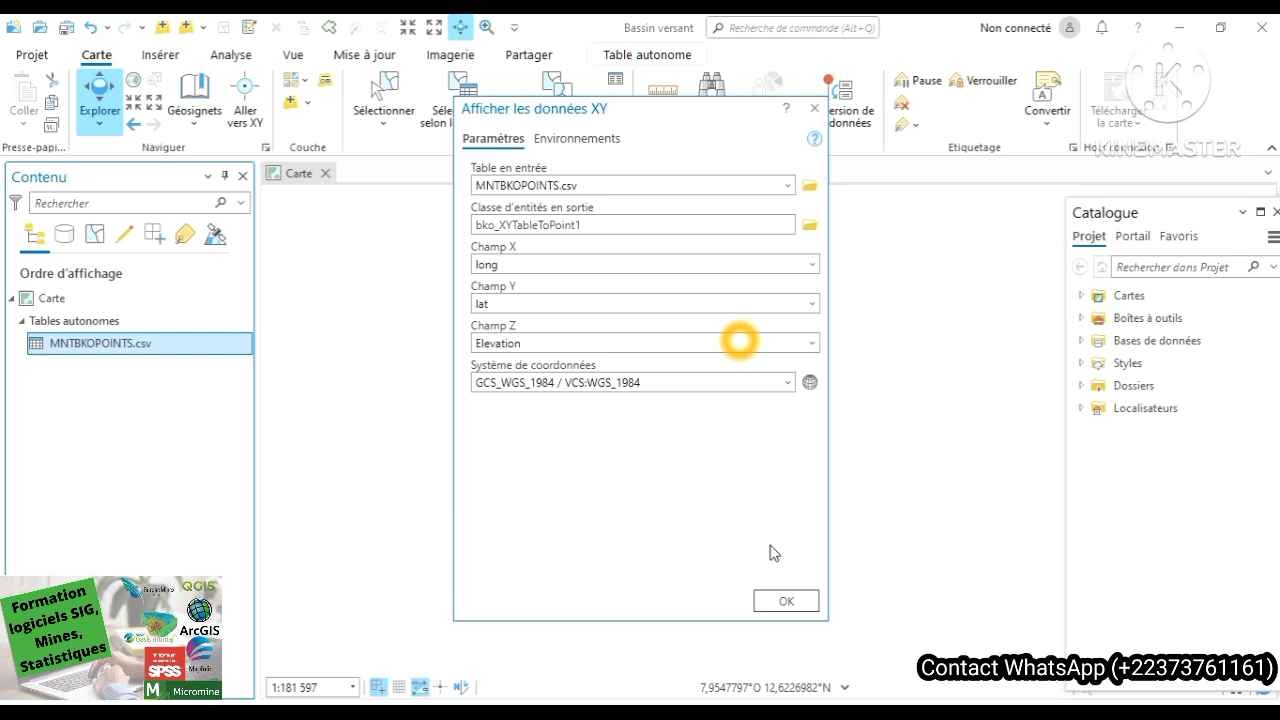 Bassin versant
Recherche de commande (Alt+Q)
Non connecté
Projet
Carte
Insérer
Analyse
Vue
Mise à jour
Imagerie
Partager
Table autonome
Coller
Explorer
Géosignets
Aller
vers XY
Sélectionner
Pause
Verrouiller
Convertir
la carte
Presse-papi...
Naviguer
Couche
Etiquetage
KINEMASTER
Afficher les données XY
Paramètres
Environnements
Table en entrée
MNTBKOPOINTS.csv
Classe d'entités en sortie
bko_XYTableToPoint1
Champ X
long
Champ Y
lat
Champ Z
Elevation
Système de coordonnées
GCS_WGS_1984 / VCS:WGS_1984
OK
Contenu
Rechercher
Ordre d'affichage
Carte
Tables autonomes
MNTBKOPOINTS.csv
Carte
Catalogue
Projet
Portail
Favoris
Rechercher dans Projet
Cartes
Boîtes à outils
Bases de données
Styles
Dossiers
Localisateurs
Formation
logiciels SIG,
Mines,
Statistiques
QGIS
ArcGIS
SPSS
Micromine
1:181 597
7,9547797°O 12,6226982°N
Contact WhatsApp (+22373761161)